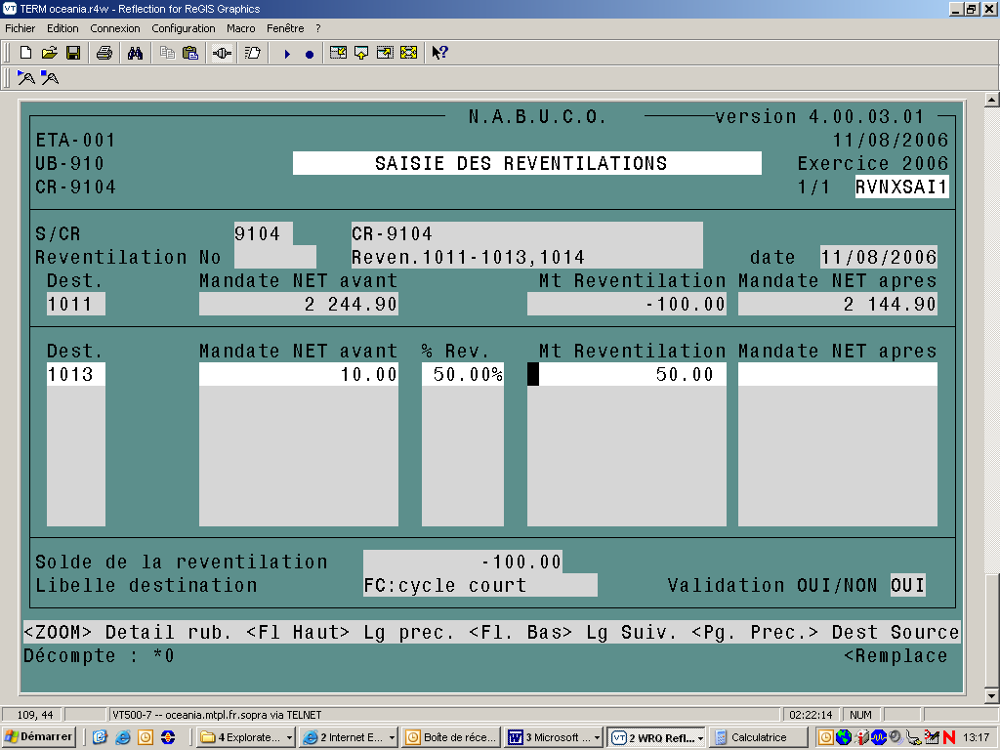 TERM oceania.r4w - Reflection for ReGIS Graphics
Fichier Edition Connexion Configuration Macro Fenêtre ?
N.A.B.U.C.O. version 4.00.03.01
ETA-001 11/08/2006
UB-910 SAISIE DES REVENTILATIONS Exercice 2006
CR-9104 1/1 RVNXSAI1
S/CR 9104 CR-9104
Reventilation No Reven.1011-1013,1014 date 11/08/2006
Dest. Mandate NET avant Mt Reventilation Mandate NET apres
1011 2 244.90 -100.00 2 144.90
Dest. Mandate NET avant % Rev. Mt Reventilation Mandate NET apres
1013 10.00 50.00% 50.00
Solde de la reventilation -100.00
Libelle destination FC:cycle court Validation OUI/NON OUI
<ZOOM> Detail rub. <Fl Haut> Lg prec. <Fl. Bas> Lg Suiv. <Pg. Prec.> Dest Source
Décompte : *0 <Remplace
109, 44 VT500-7 -- oceania.mtpl.fr.sopra via TELNET 02:22:14 NUM
Démarrer 4 Explorate... 2 Internet E... Boîte de réce... 3 Microsoft ... 2 WRQ Refl... Calculatrice 13:17